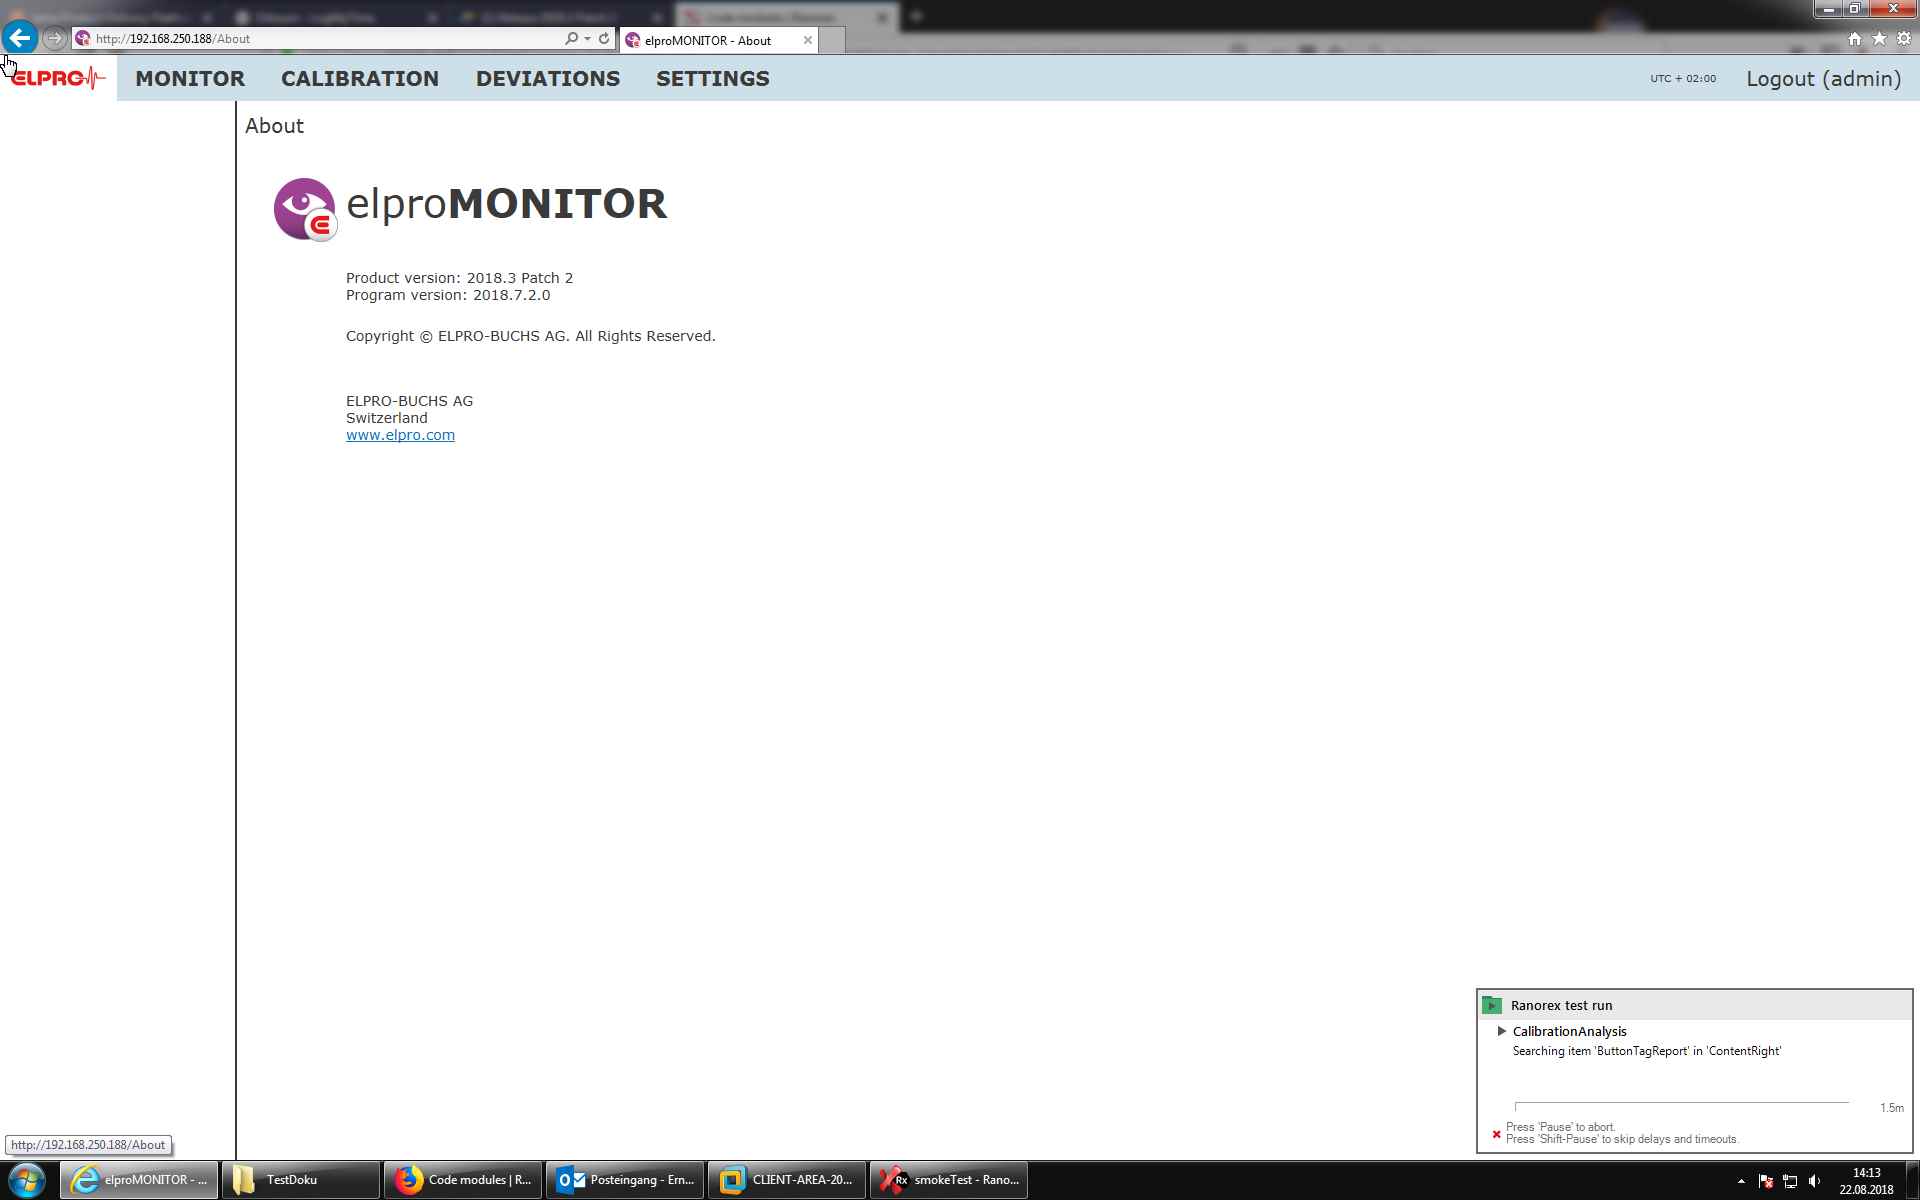 http://192.168.250.188/About
elproMONITOR - About
ELPRO
MONITOR
CALIBRATION
DEVIATIONS
SETTINGS
UTC + 02:00
Logout (admin)
About
elproMONITOR
Product version: 2018.3 Patch 2
Program version: 2018.7.2.0
Copyright © ELPRO-BUCHS AG. All Rights Reserved.
ELPRO-BUCHS AG
Switzerland
www.elpro.com
Ranorex test run
CalibrationAnalysis
Searching item 'ButtonTagReport' in 'ContentRight'
1.5m
Press 'Pause' to abort.
Press 'Shift-Pause' to skip delays and timeouts.
http://192.168.250.188/About
elproMONITOR - ...
TestDoku
Code modules | R...
Posteingang - Ern...
CLIENT-AREA-20...
Rx
smokeTest - Rano...
14:13
22.08.2018